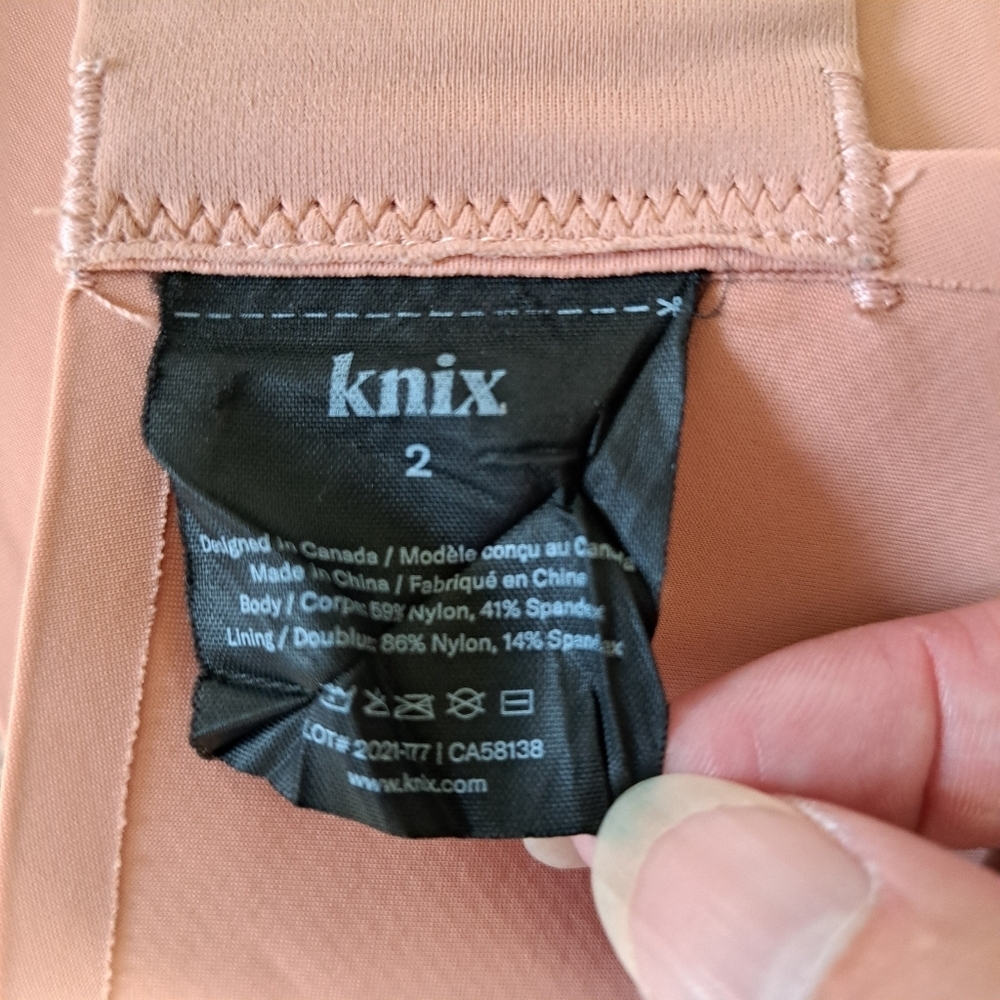 knix
2
Designed in Canada / Modèle conçu au Canada
Made in China / Fabriqué en Chine
Body / Corps: 59% Nylon, 41% Spandex
Lining / Doublure: 86% Nylon, 14% Spandex
LOT# 2021-177 | CA58138
www.knix.com